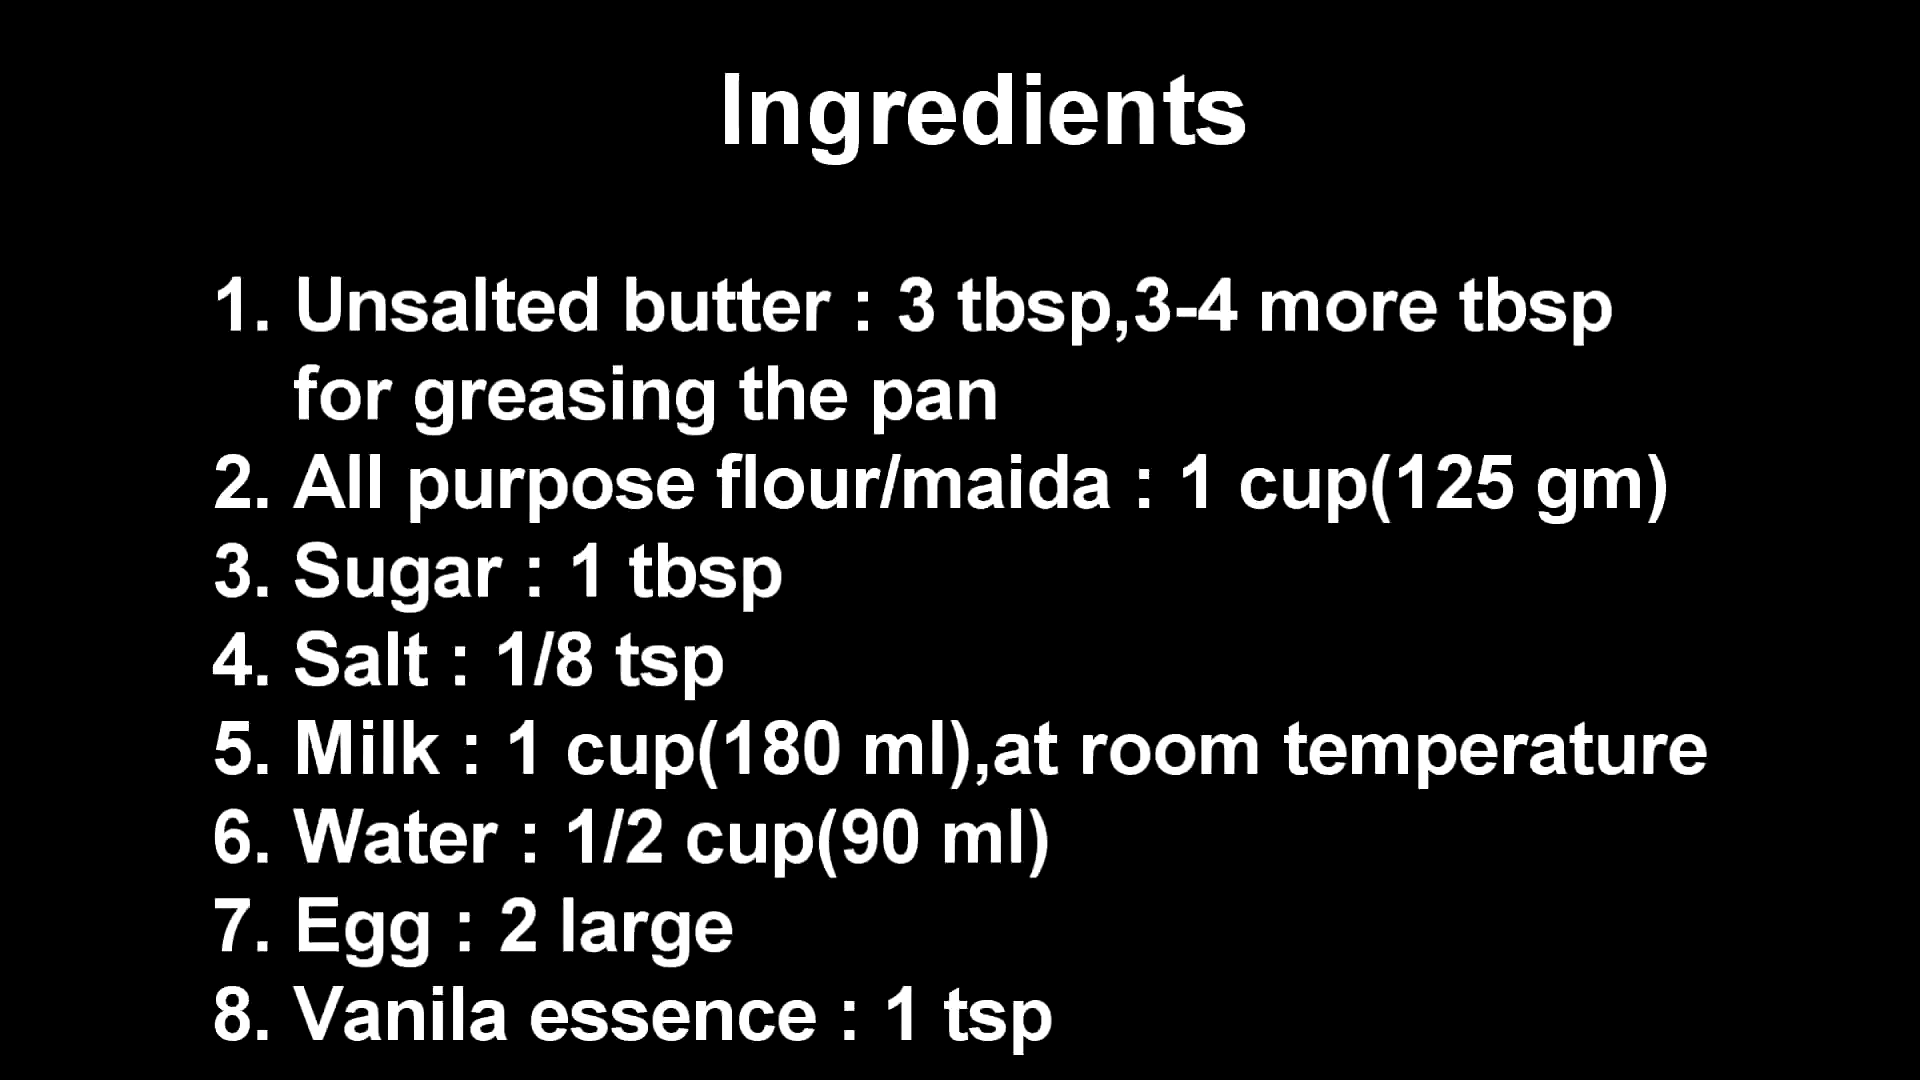 Ingredients
1. Unsalted butter : 3 tbsp,3-4 more tbsp
for greasing the pan
2. All purpose flour/maida : 1 cup(125 gm)
3. Sugar : 1 tbsp
4. Salt : 1/8 tsp
5. Milk : 1 cup(180 ml),at room temperature
6. Water : 1/2 cup(90 ml)
7. Egg : 2 large
8. Vanila essence : 1 tsp